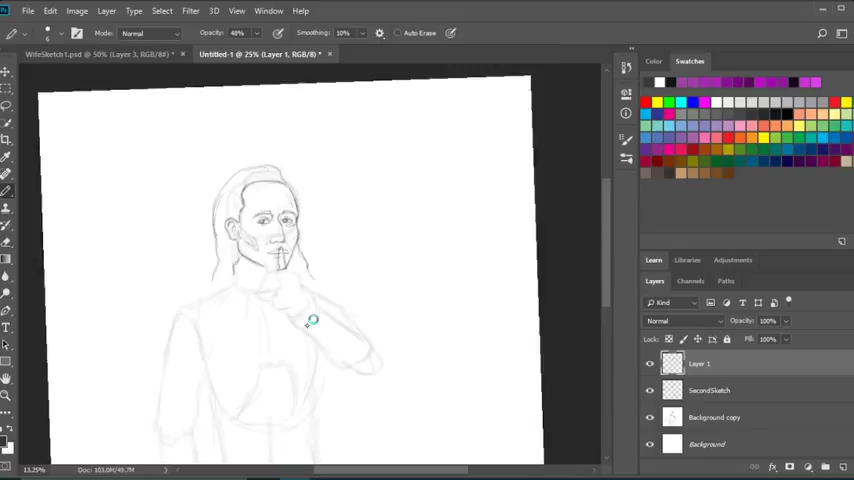 Ps File Edit Image Layer Type Select Filter 3D View Window Help
6 Mode: Normal Opacity: 48% Smoothing: 10% Auto Erase
WifeSketch1.psd @ 50% (Layer 3, RGB/8#) * × Untitled-1 @ 25% (Layer 1, RGB/8) * ×
Color Swatches
Learn Libraries Adjustments
Layers Channels Paths
Kind
Normal Opacity: 100%
Lock: Fill: 100%
Layer 1
SecondSketch
Background copy
Background
13.25% Doc: 103.0M/49.7M
fx